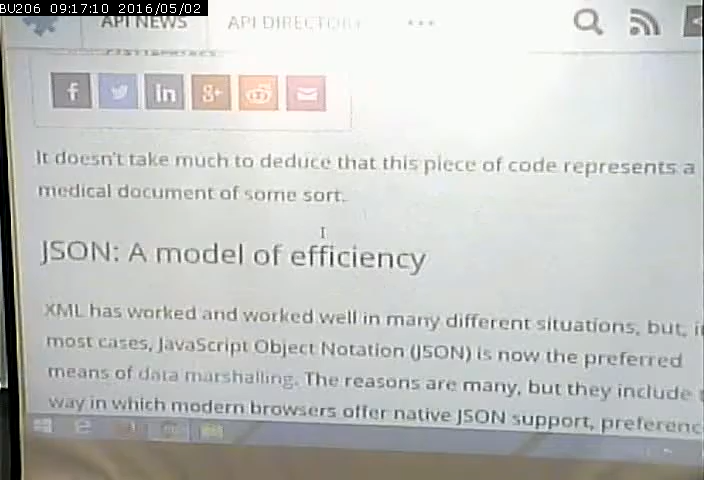 BU206 09:17:10 2016/05/02
API NEWS API DIRECTORY ...
f in g+
It doesn't take much to deduce that this piece of code represents a
medical document of some sort.
JSON: A model of efficiency
XML has worked and worked well in many different situations, but, in
most cases, JavaScript Object Notation (JSON) is now the preferred
means of data marshalling. The reasons are many, but they include t
way in which modern browsers offer native JSON support, preferenc